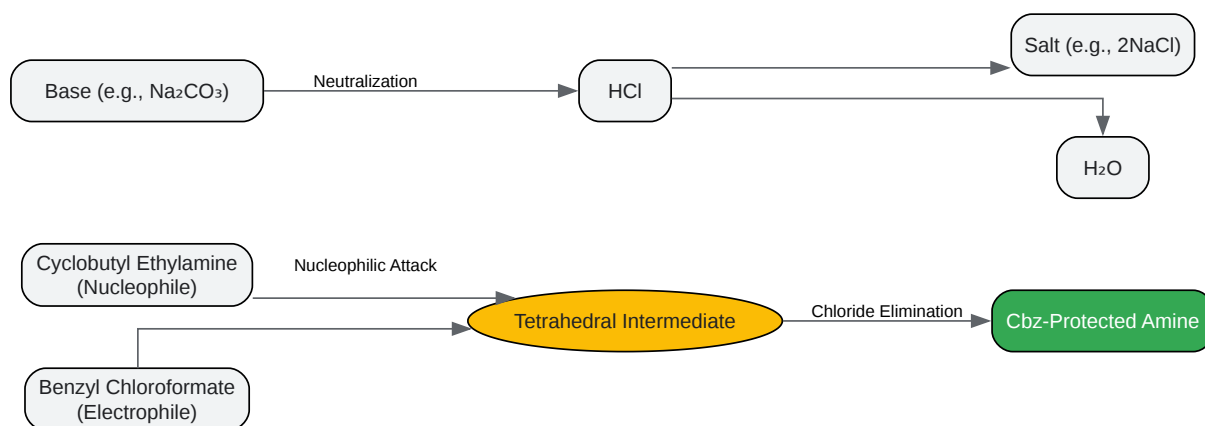 Salt (e.g., 2NaCl)
Base (e.g., Na₂CO₃)
Neutralization
HCl
H₂O
Cyclobutyl Ethylamine
(Nucleophile)
Nucleophilic Attack
Tetrahedral Intermediate
Chloride Elimination
Cbz-Protected Amine
Benzyl Chloroformate
(Electrophile)